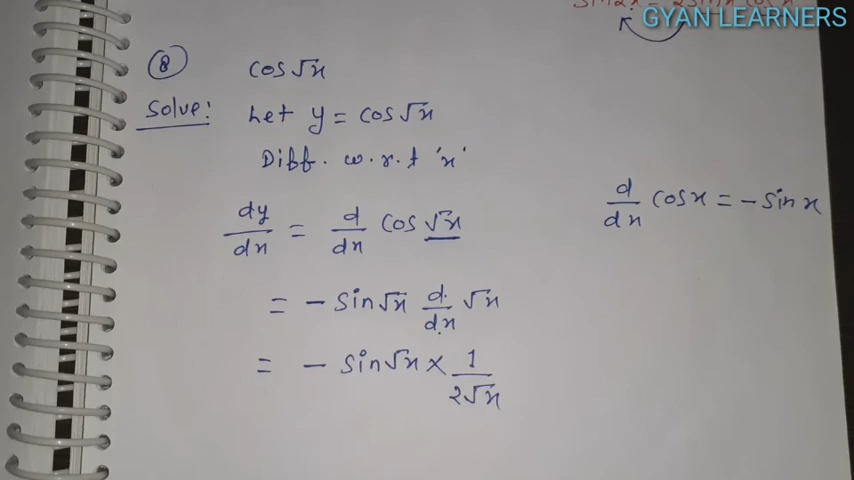 GYAN LEARNERS
⑧ cos√x
Solve: Let y = cos√x
Diff. w.r.t 'x'
dy/dx = d/dx cos √x
d/dx cos x = - sin x
= - sin√x d/dx √x
= - sin√x × 1/2√x